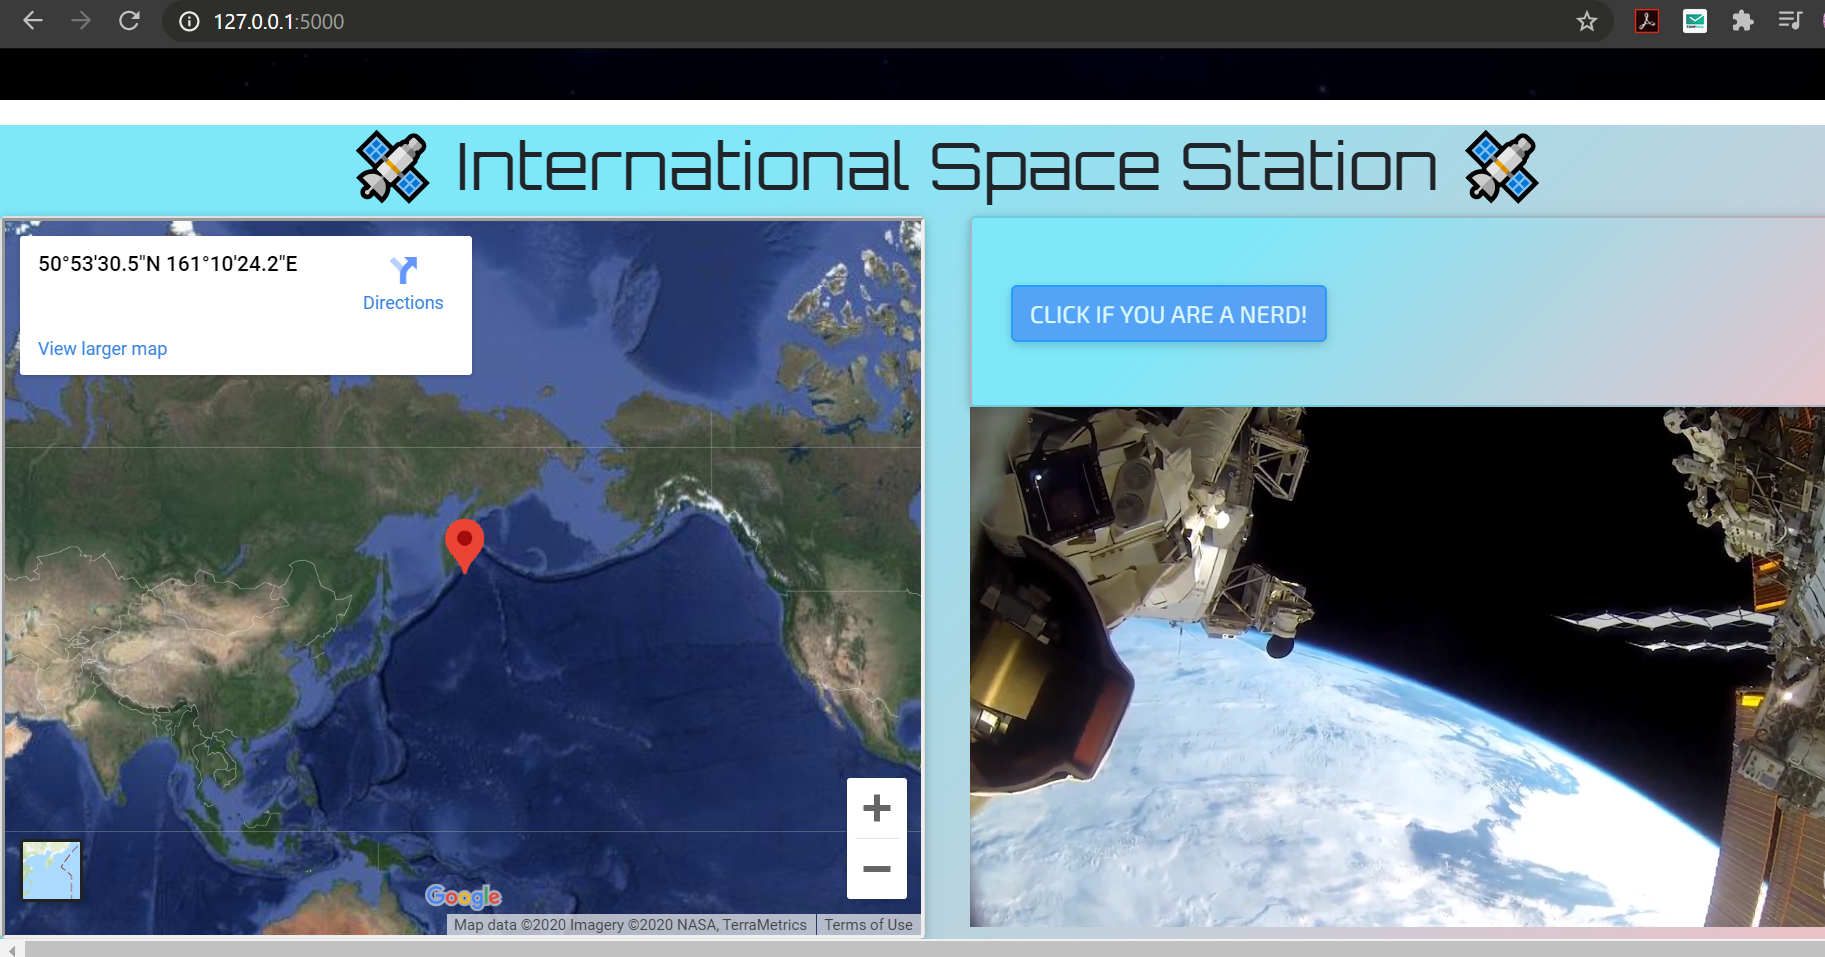 127.0.0.1:5000
International Space Station
50°53'30.5"N 161°10'24.2"E
Directions
View larger map
CLICK IF YOU ARE A NERD!
Google
Map data ©2020 Imagery ©2020 NASA, TerraMetrics
Terms of Use